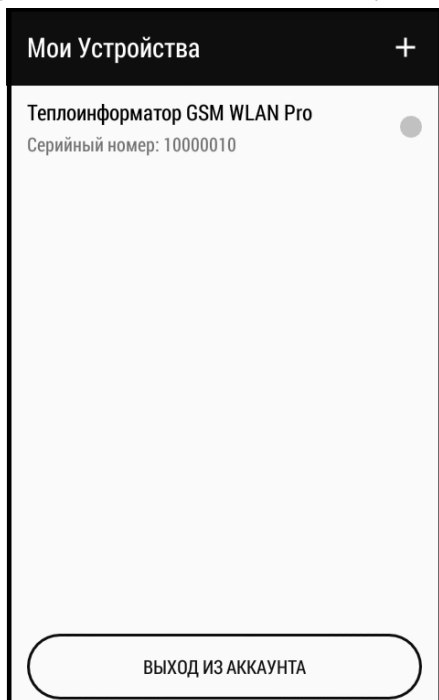 Мои Устройства +
Теплоинформатор GSM WLAN Pro
Серийный номер: 10000010
ВЫХОД ИЗ АККАУНТА